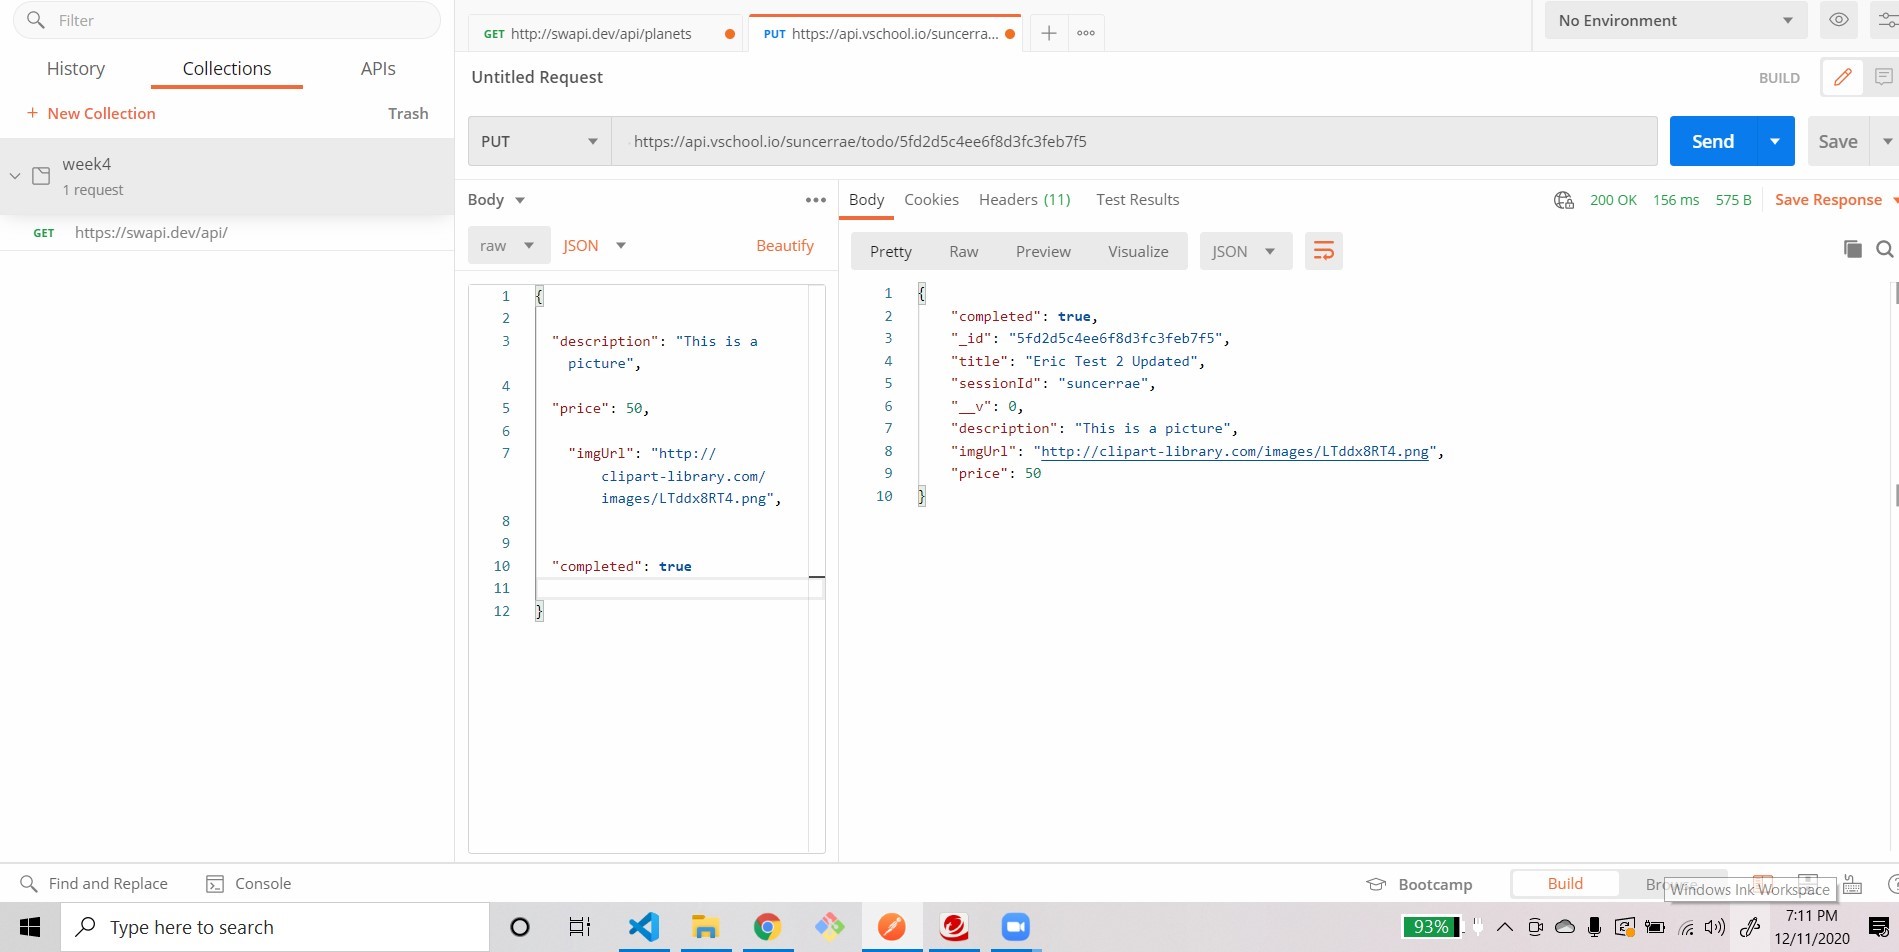 Filter
History Collections APIs
+ New Collection Trash
week4
1 request
GET https://swapi.dev/api/
GET http://swapi.dev/api/planets
PUT https://api.vschool.io/suncerra...
No Environment
Untitled Request
BUILD
PUT https://api.vschool.io/suncerrae/todo/5fd2d5c4ee6f8d3fc3feb7f5
Send
Save
Body
raw JSON Beautify
1 {
2
3 "description": "This is a
picture",
4
5 "price": 50,
6
7 "imgUrl": "http://
clipart-library.com/
images/LTddx8RT4.png",
8
9
10 "completed": true
11
12 }
Body Cookies Headers (11) Test Results
200 OK 156 ms 575 B Save Response
Pretty Raw Preview Visualize JSON
1 {
2 "completed": true,
3 "_id": "5fd2d5c4ee6f8d3fc3feb7f5",
4 "title": "Eric Test 2 Updated",
5 "sessionId": "suncerrae",
6 "__v": 0,
7 "description": "This is a picture",
8 "imgUrl": "http://clipart-library.com/images/LTddx8RT4.png",
9 "price": 50
10 }
Find and Replace Console
Bootcamp Build
Windows Ink Workspace
Type here to search
93%
7:11 PM
12/11/2020